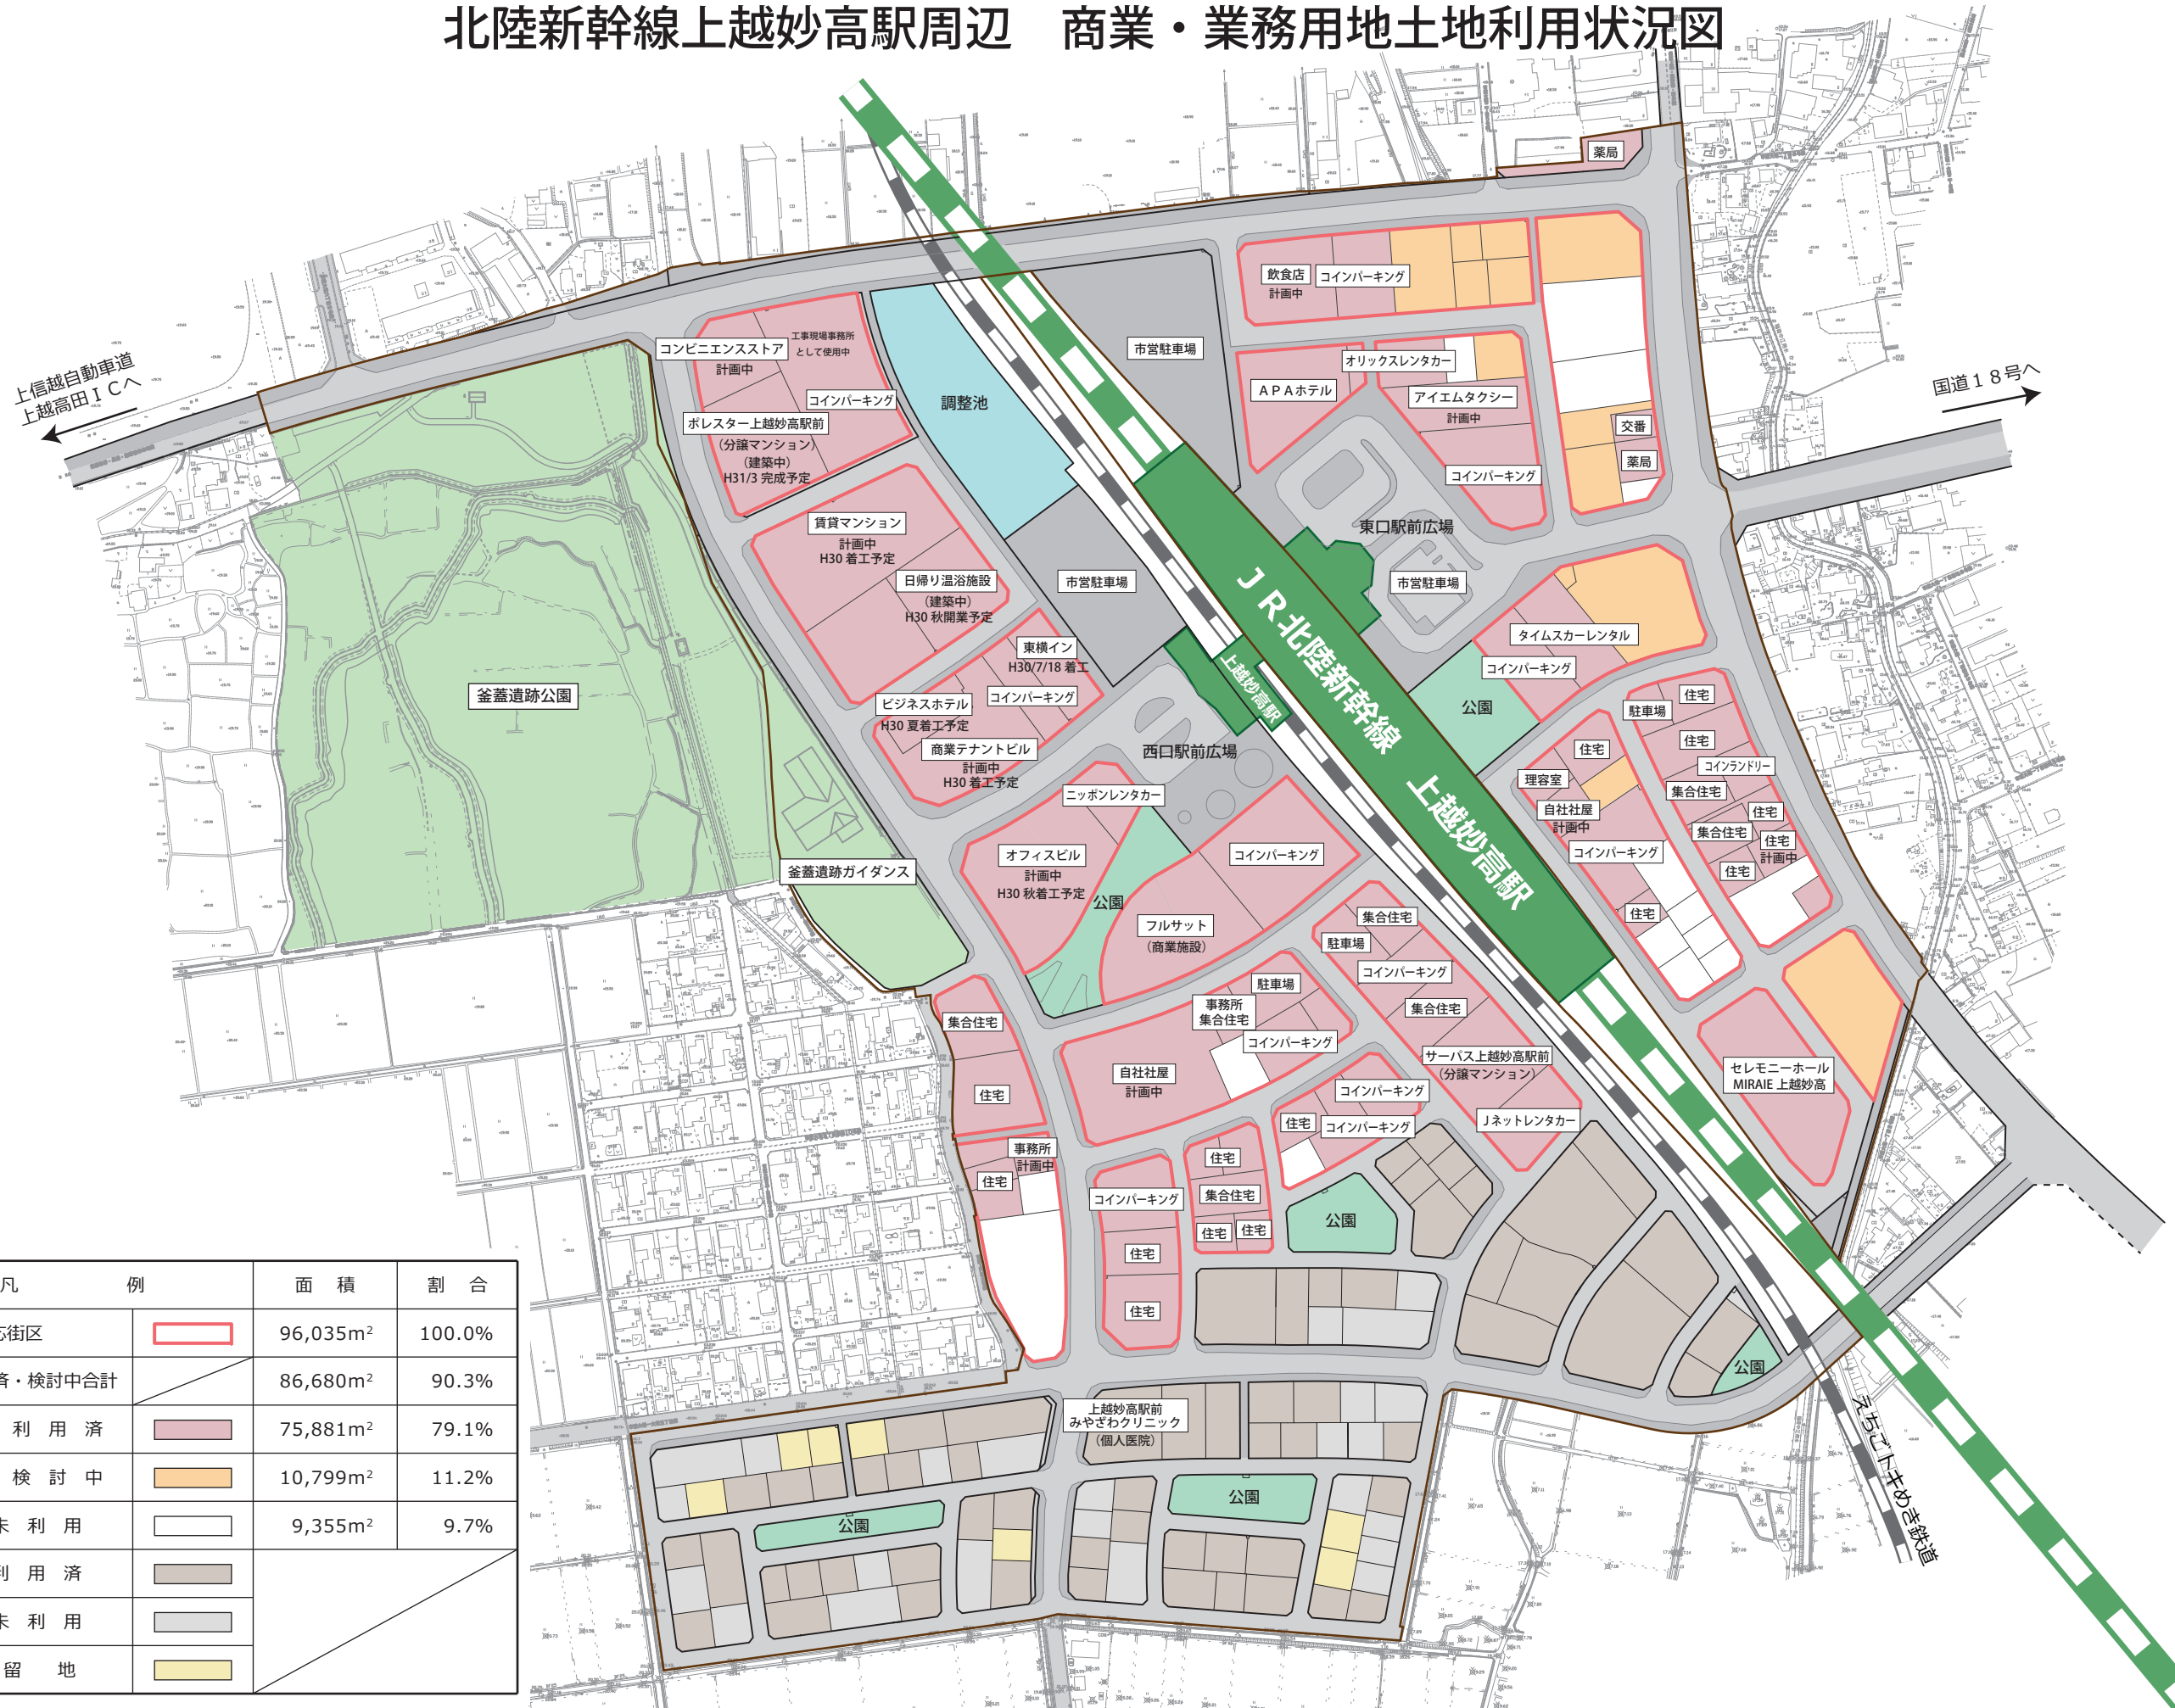 北陸新幹線上越妙高駅周辺　商業・業務用地土地利用状況図
上信越自動車道
上越高田ＩＣへ
国道１８号へ
薬局
飲食店
計画中
コインパーキング
市営駐車場
オリックスレンタカー
ＡＰＡホテル
アイエムタクシー
計画中
コインパーキング
交番
薬局
コンビニエンスストア
計画中
工事現場事務所
として使用中
コインパーキング
ポレスター上越妙高駅前
（分譲マンション）
（建築中）
H31/3 完成予定
調整池
賃貸マンション
計画中
H30 着工予定
日帰り温浴施設
（建築中）
H30 秋開業予定
市営駐車場
東口駅前広場
市営駐車場
ＪＲ北陸新幹線　上越妙高駅
上越妙高駅
東横イン
H30/7/18 着工
コインパーキング
ビジネスホテル
H30 夏着工予定
商業テナントビル
計画中
H30 着工予定
西口駅前広場
釜蓋遺跡公園
釜蓋遺跡ガイダンス
タイムスカーレンタル
コインパーキング
公園
住宅
駐車場
住宅
コインランドリー
集合住宅
住宅
集合住宅
住宅
計画中
住宅
住宅
理容室
自社社屋
計画中
コインパーキング
住宅
ニッポンレンタカー
オフィスビル
計画中
H30 秋着工予定
公園
コインパーキング
フルサット
（商業施設）
集合住宅
駐車場
コインパーキング
集合住宅
サーパス上越妙高駅前
（分譲マンション）
Ｊネットレンタカー
セレモニーホール
MIRAIE 上越妙高
駐車場
事務所
集合住宅
コインパーキング
自社社屋
計画中
集合住宅
住宅
事務所
計画中
住宅
コインパーキング
住宅
コインパーキング
コインパーキング
住宅
住宅
住宅
集合住宅
住宅
住宅
公園
公園
上越妙高駅前
みやざわクリニック
（個人医院）
公園
公園
えちごトキめき鉄道
凡　例　面　積　割　合
応街区　96,035m²　100.0%
済・検討中合計　86,680m²　90.3%
利　用　済　75,881m²　79.1%
検　討　中　10,799m²　11.2%
未　利　用　9,355m²　9.7%
利　用　済
未　利　用
留　地